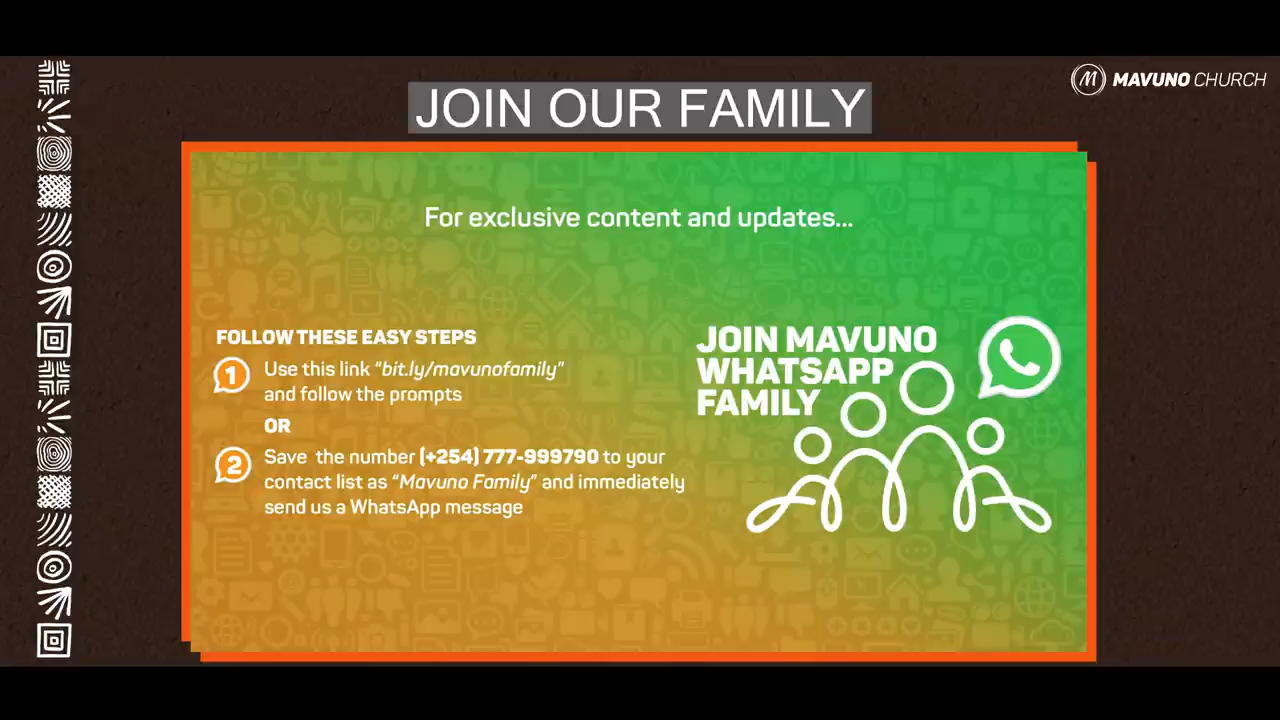 MAVUNO CHURCH
JOIN OUR FAMILY
For exclusive content and updates...
FOLLOW THESE EASY STEPS
1 Use this link "bit.ly/mavunofamily"
and follow the prompts
OR
2 Save the number (+254) 777-999790 to your
contact list as "Mavuno Family" and immediately
send us a WhatsApp message
JOIN MAVUNO
WHATSAPP
FAMILY